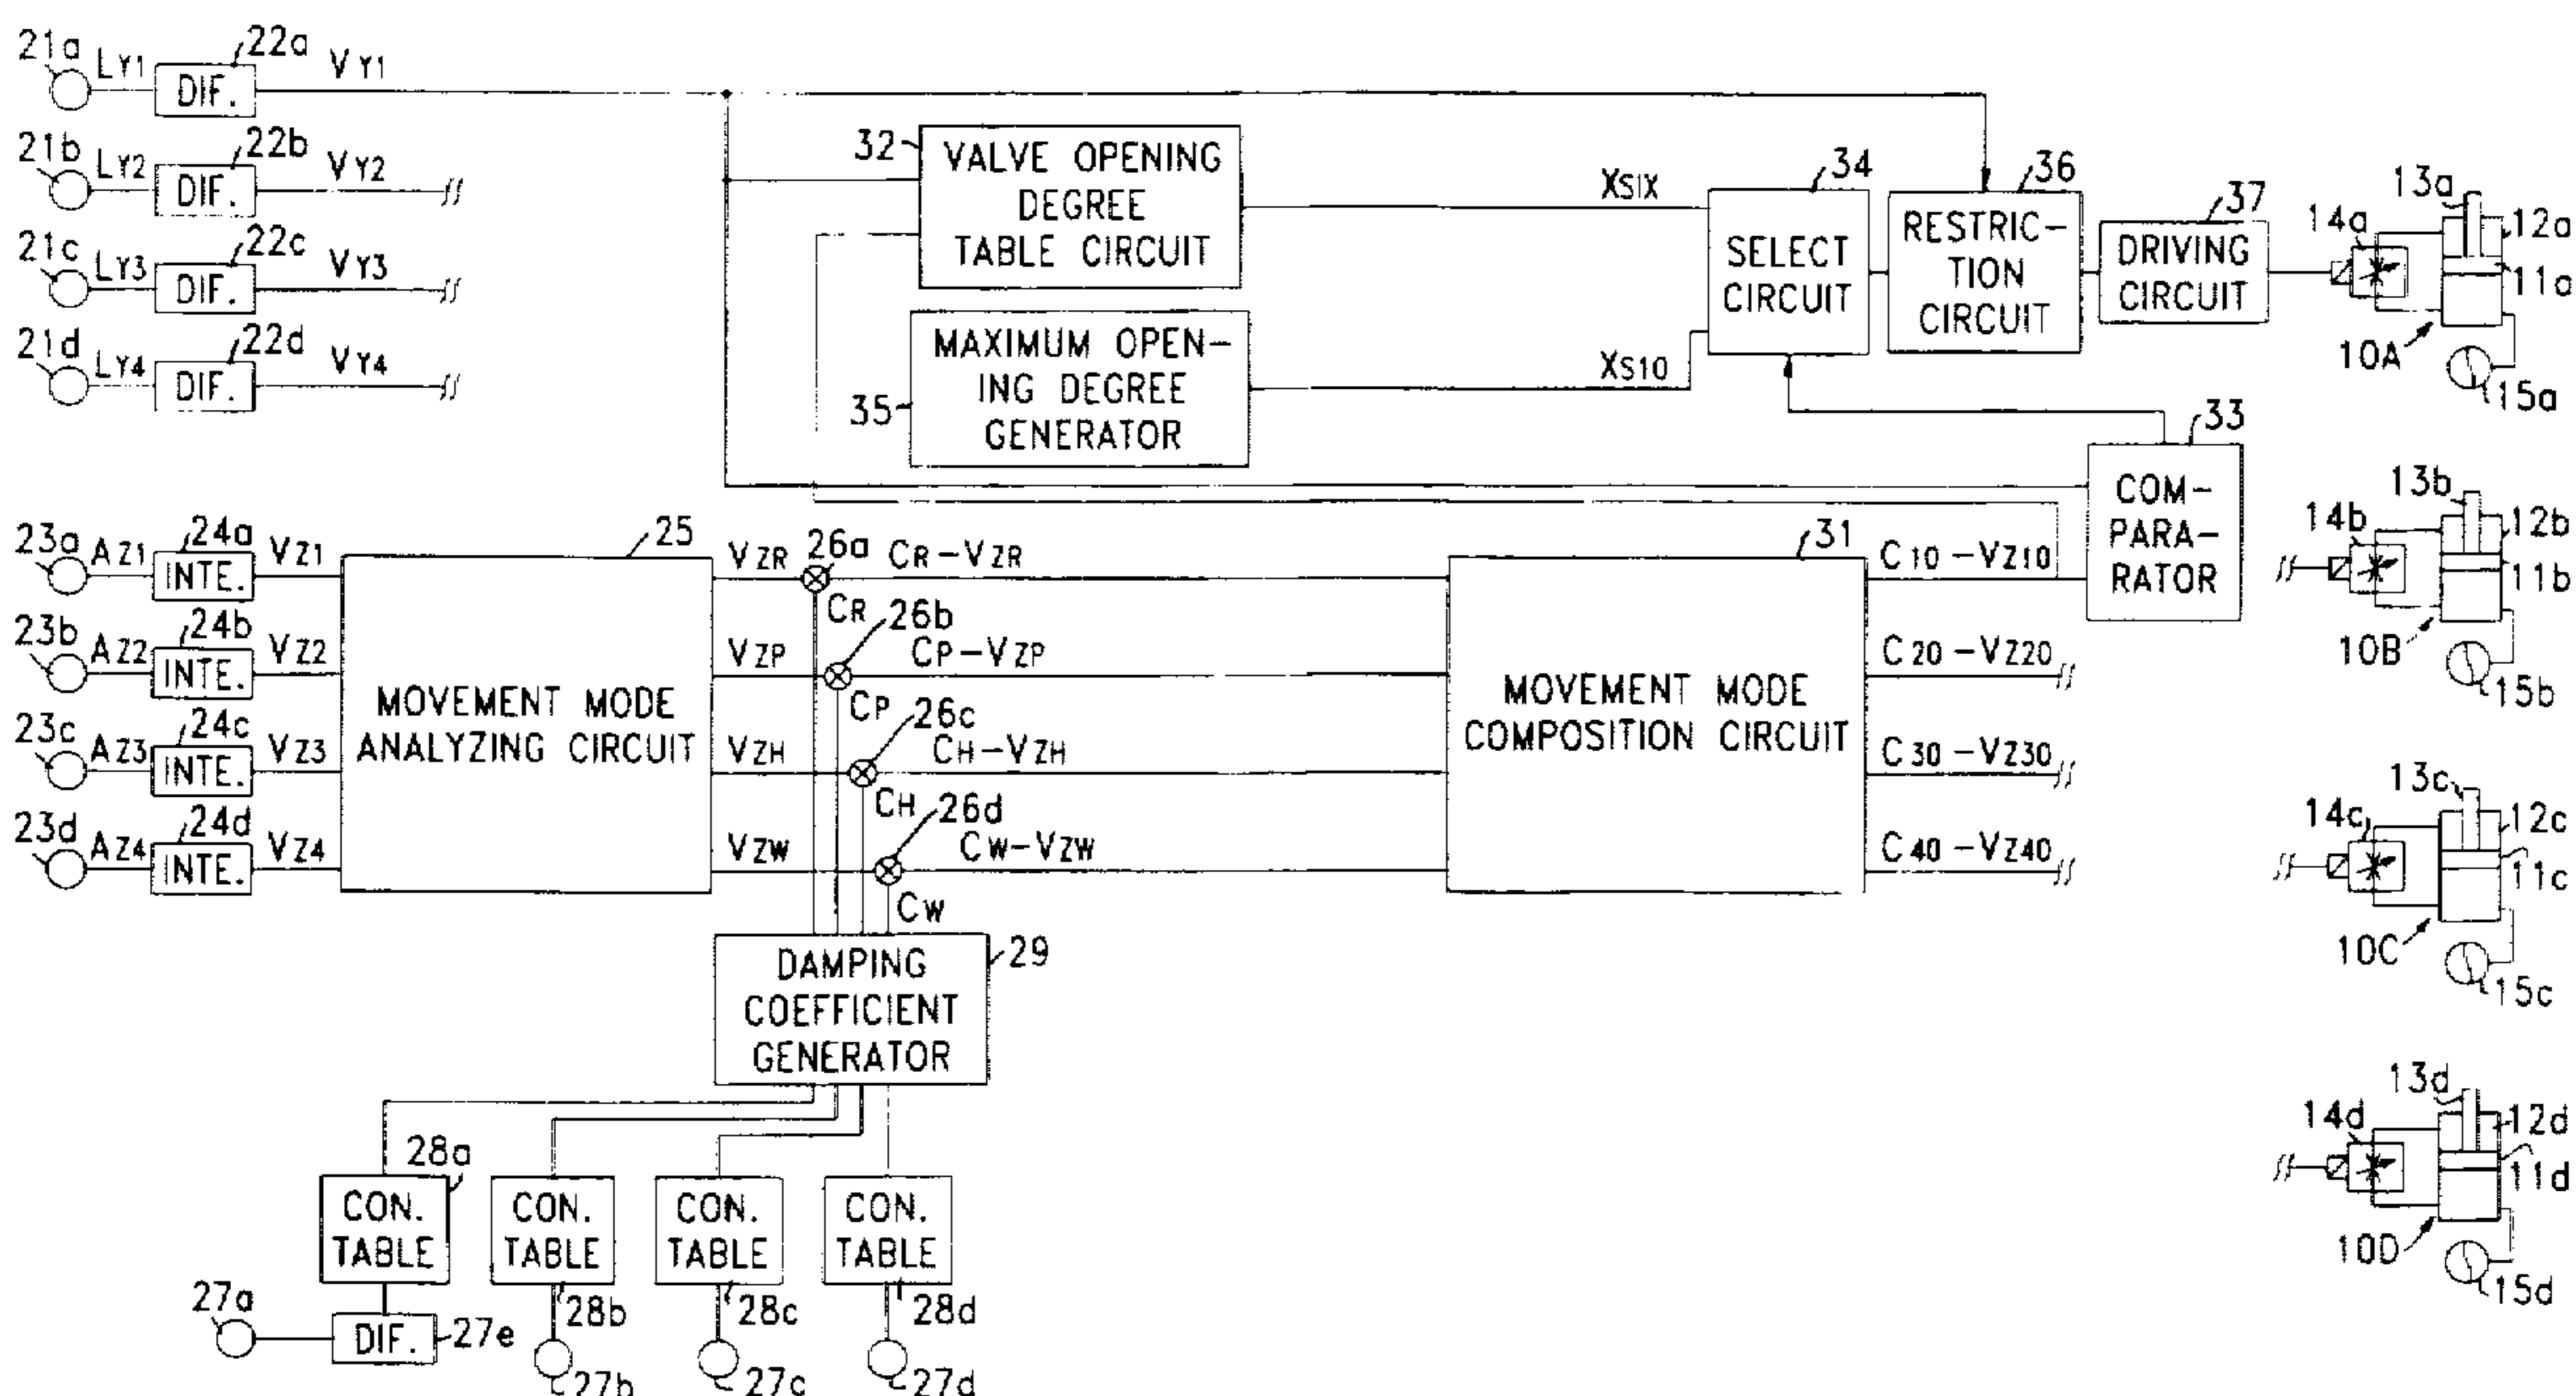 21a LY1 22a VY1
DIF.
21b LY2 22b VY2
DIF.
21c LY3 22c VY3
DIF.
21d LY4 22d VY4
DIF.
32
VALVE OPENING
DEGREE
TABLE CIRCUIT
35
MAXIMUM OPEN-
ING DEGREE
GENERATOR
XS1X
XS10
34
SELECT
CIRCUIT
36
RESTRIC-
TION
CIRCUIT
37
DRIVING
CIRCUIT
33
COM-
PARA-
RATOR
14a 13a 12a
11a
10A
15a
23a AZ1 24a VZ1
INTE.
23b AZ2 24b VZ2
INTE.
23c AZ3 24c VZ3
INTE.
23d AZ4 24d VZ4
INTE.
25
MOVEMENT MODE
ANALYZING CIRCUIT
VZR 26a CR-VZR
CR
VZP 26b CP-VZP
CP
VZH 26c CH-VZH
CH
VZW 26d CW-VZW
CW
31
MOVEMENT MODE
COMPOSITION CIRCUIT
C10-VZ10
C20-VZ20
C30-VZ30
C40-VZ40
14b 13b 12b
11b
10B
15b
14c 13c 12c
11c
10C
15c
14d 13d 12d
11d
10D
15d
29
DAMPING
COEFFICIENT
GENERATOR
28a
CON.
TABLE
CON.
TABLE
28b
CON.
TABLE
28c
CON.
TABLE
28d
27a
DIF.
27e
27b
27c
27d